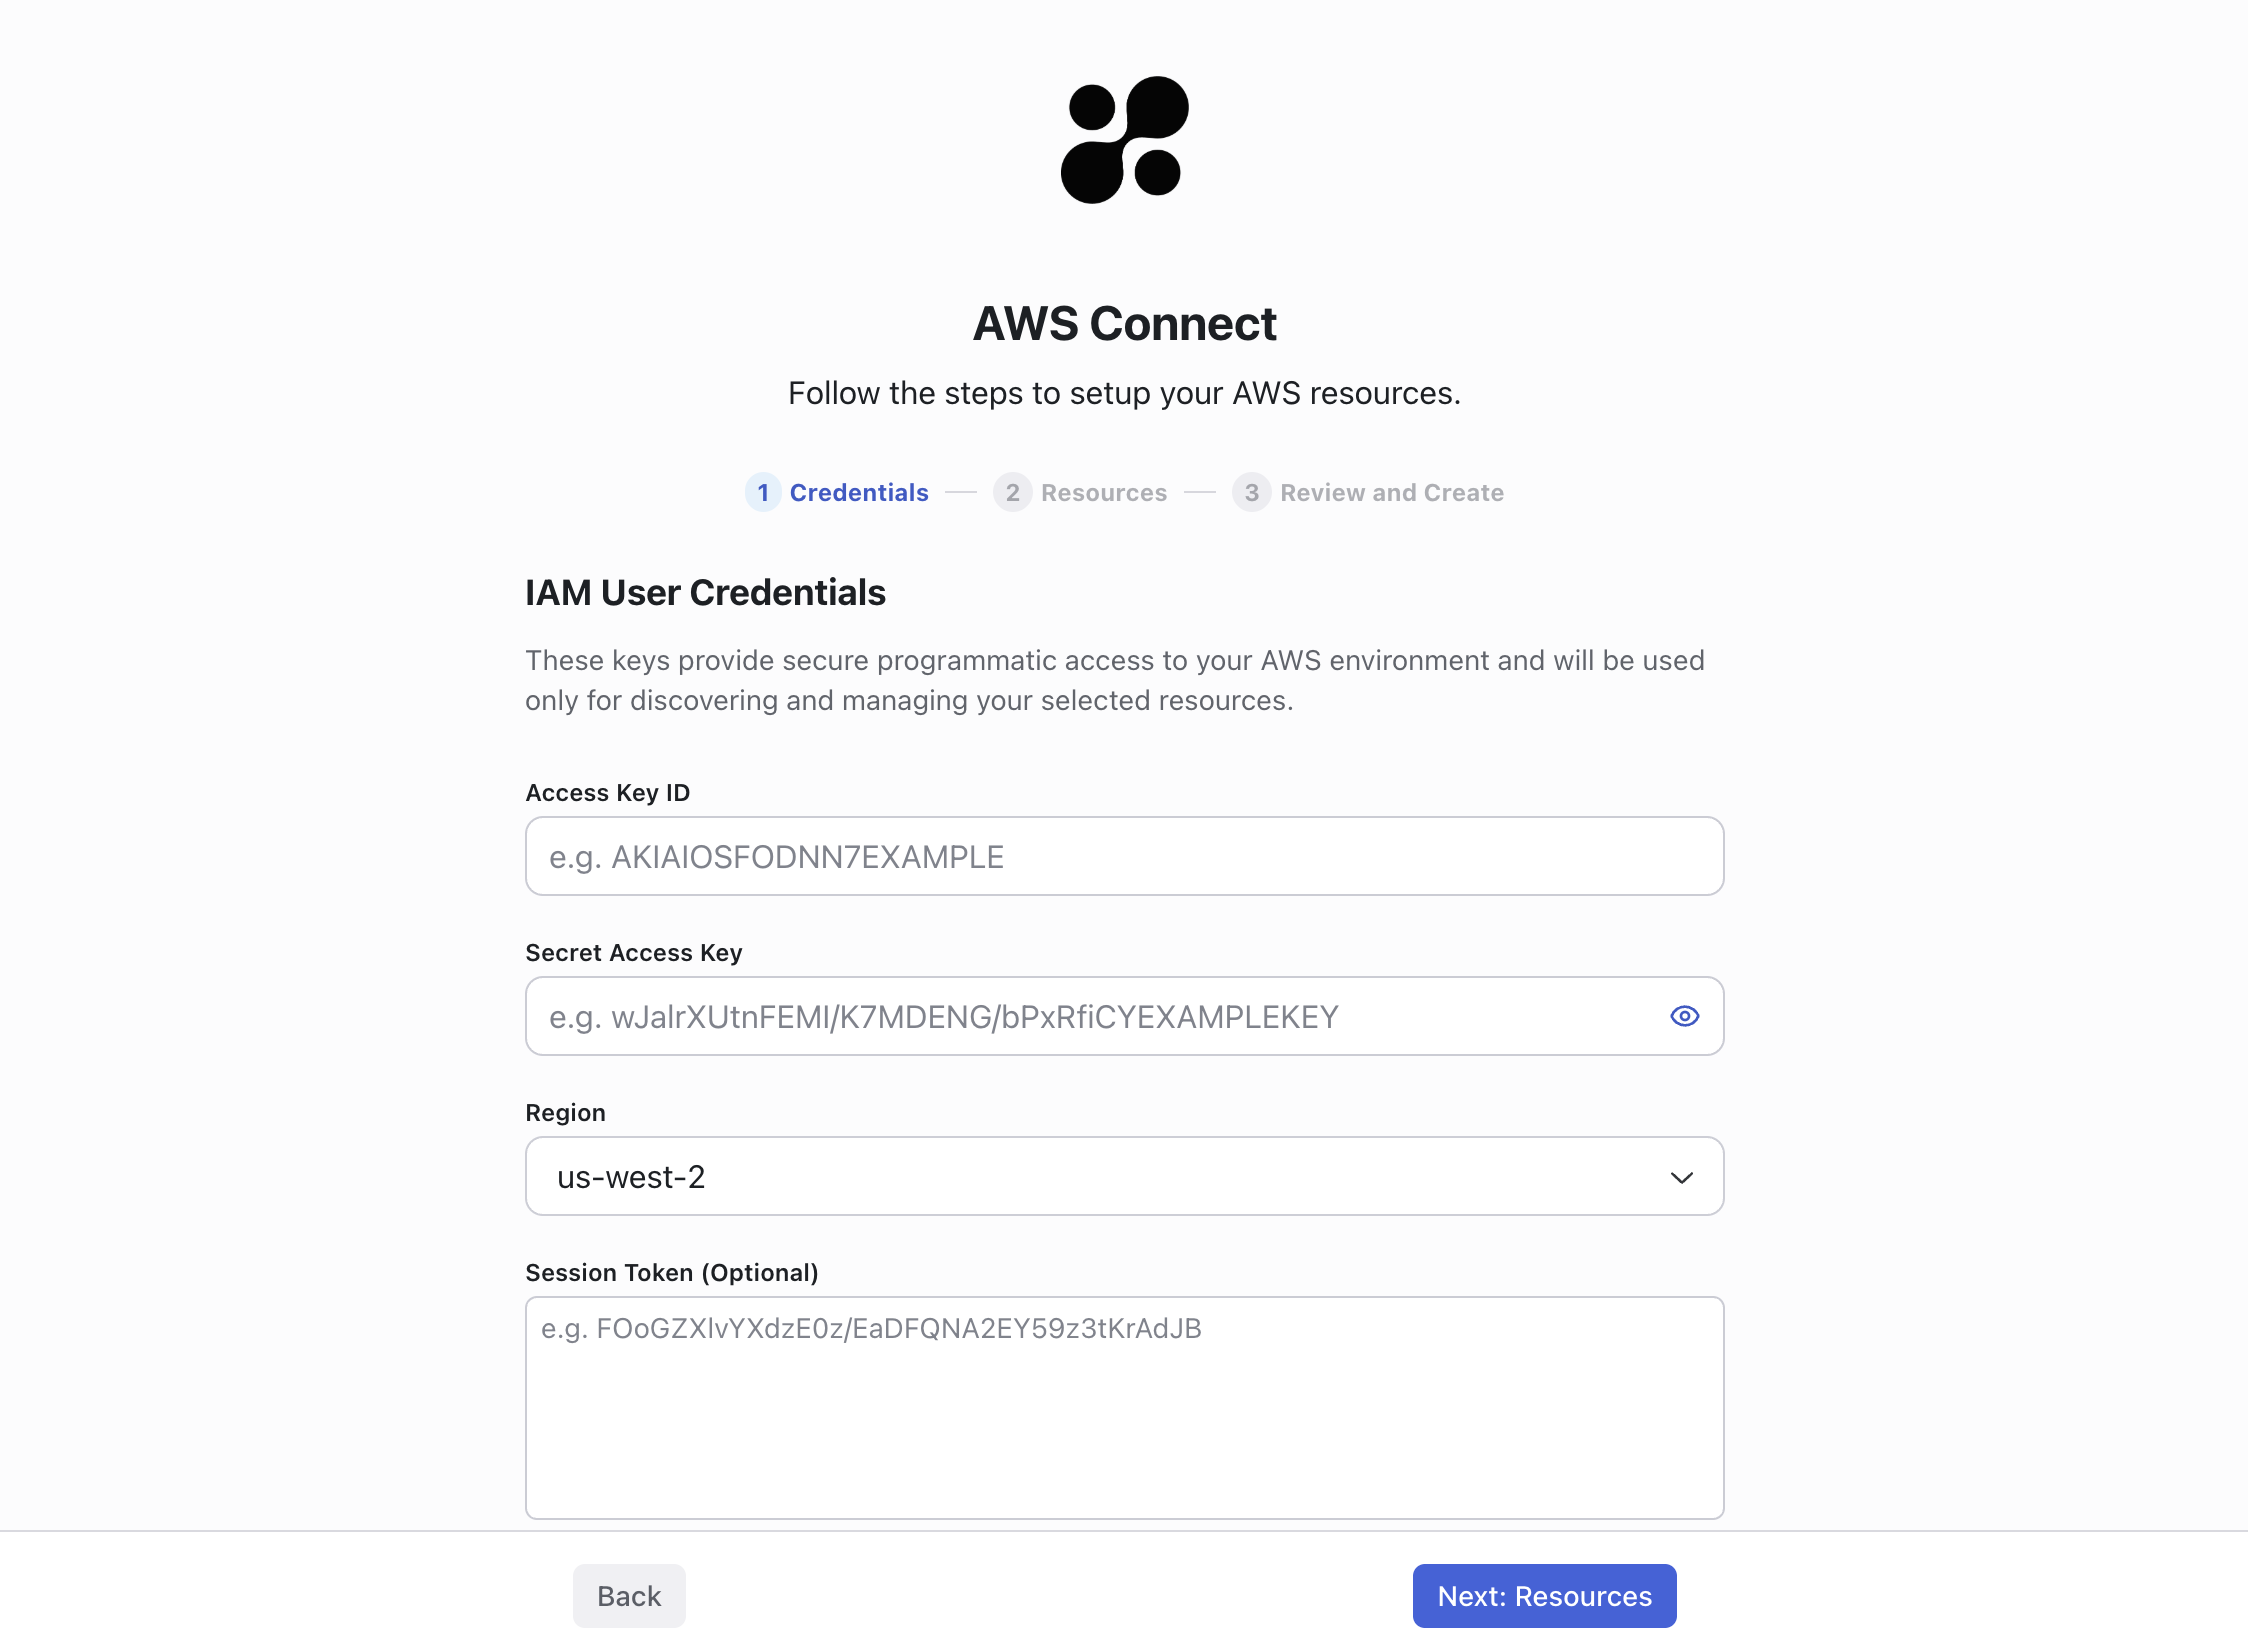 AWS Connect
Follow the steps to setup your AWS resources.
1 Credentials
2 Resources
3 Review and Create
IAM User Credentials
These keys provide secure programmatic access to your AWS environment and will be used
only for discovering and managing your selected resources.
Access Key ID
e.g. AKIAIOSFODNN7EXAMPLE
Secret Access Key
e.g. wJalrXUtnFEMI/K7MDENG/bPxRfiCYEXAMPLEKEY
Region
us-west-2
Session Token (Optional)
e.g. FOoGZXlvYXdzE0z/EaDFQNA2EY59z3tKrAdJB
Back
Next: Resources